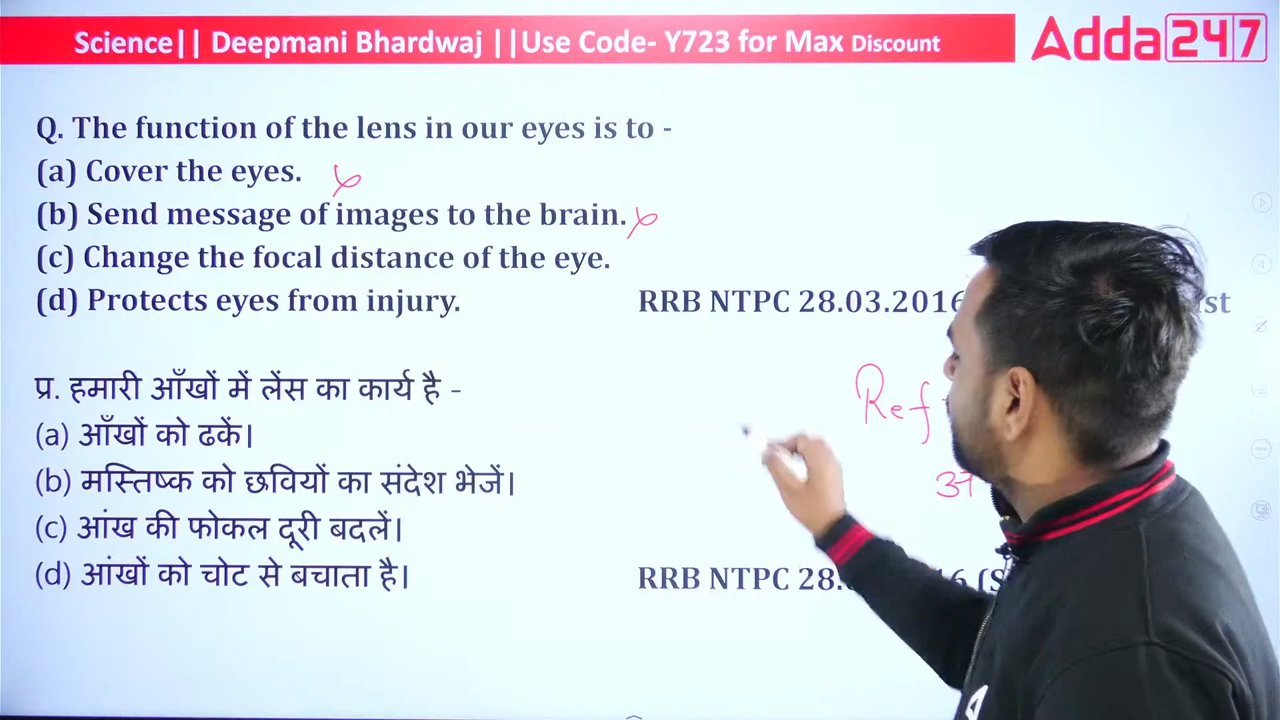 Science|| Deepmani Bhardwaj ||Use Code- Y723 for Max Discount
Adda247
Q. The function of the lens in our eyes is to -
(a) Cover the eyes.
(b) Send message of images to the brain.
(c) Change the focal distance of the eye.
(d) Protects eyes from injury.
RRB NTPC 28.03.2016
प्र. हमारी आँखों में लेंस का कार्य है -
(a) आँखों को ढकें।
(b) मस्तिष्क को छवियों का संदेश भेजें।
(c) आंख की फोकल दूरी बदलें।
(d) आंखों को चोट से बचाता है।
RRB NTPC 28.
Ref